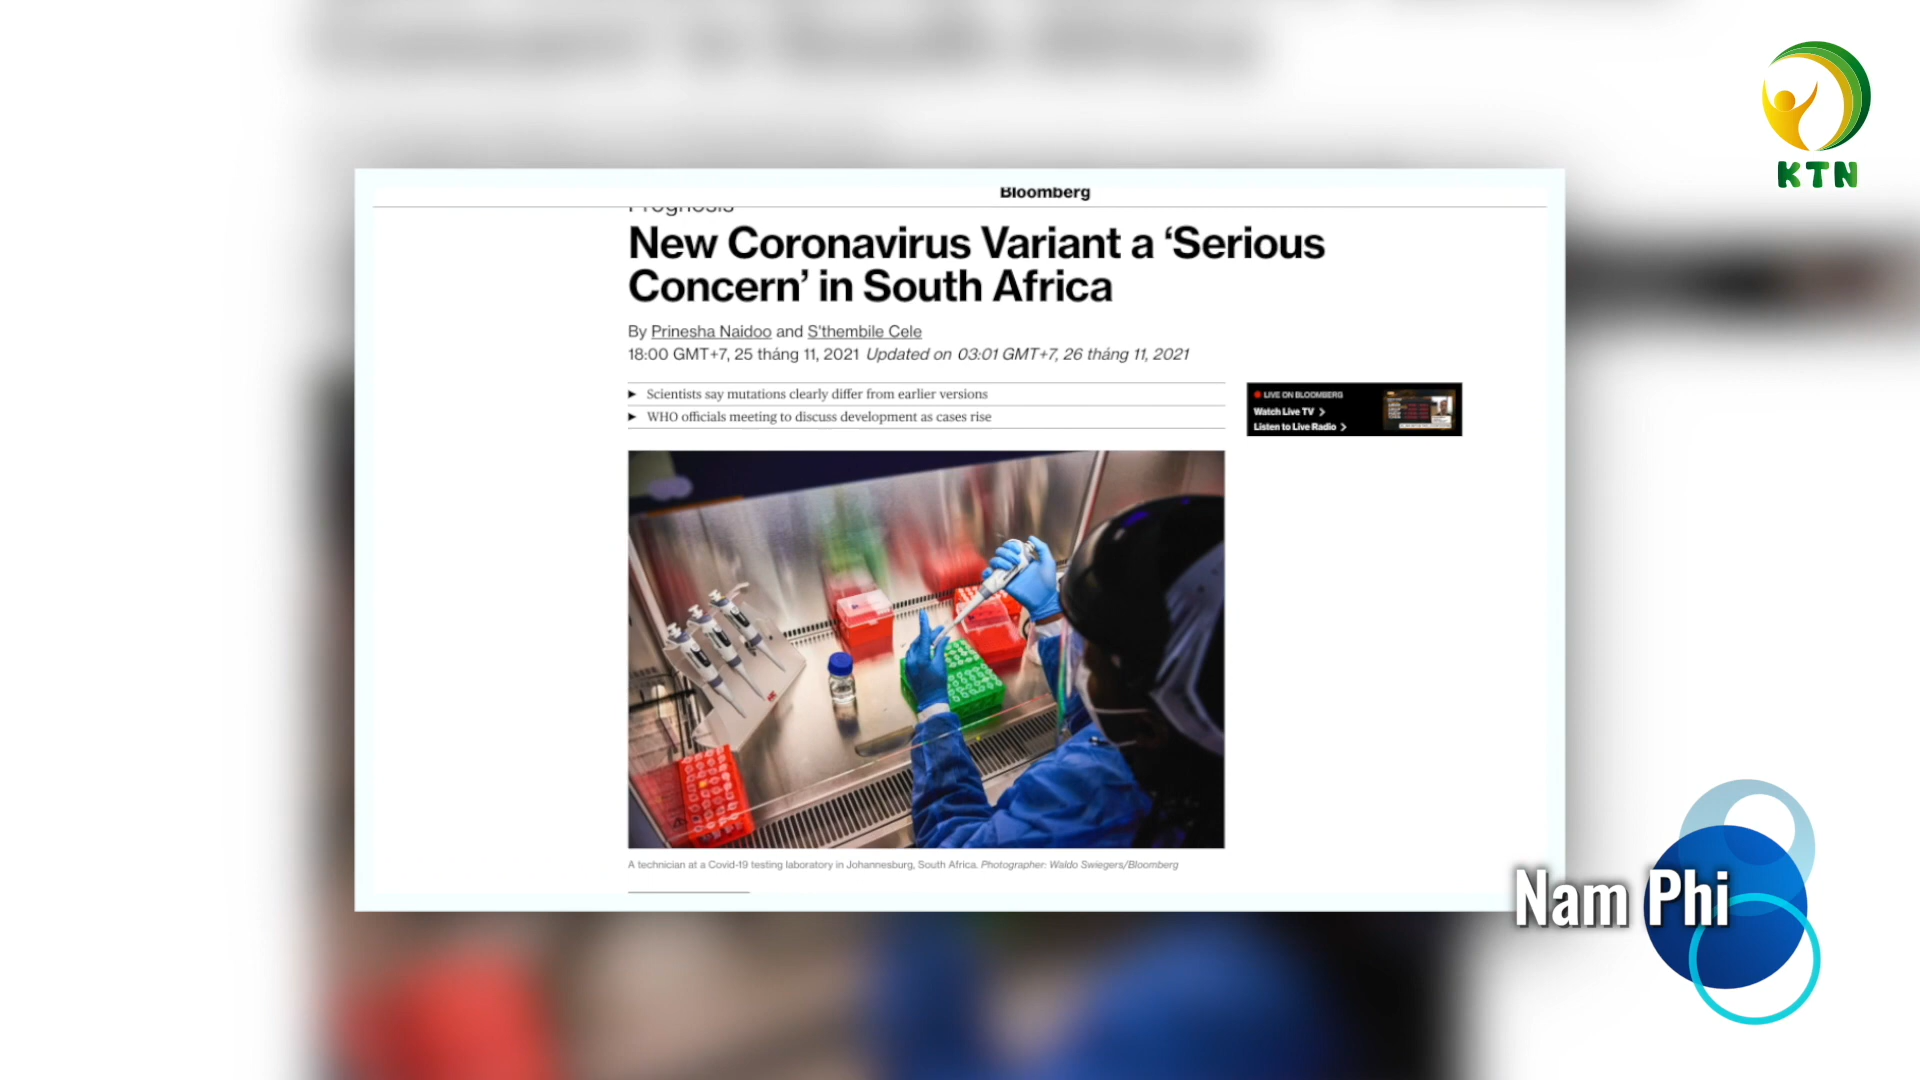 KTN
Bloomberg
Prognosis
New Coronavirus Variant a ‘Serious
Concern’ in South Africa
By Prinesha Naidoo and S'thembile Cele
18:00 GMT+7, 25 tháng 11, 2021 Updated on 03:01 GMT+7, 26 tháng 11, 2021
Scientists say mutations clearly differ from earlier versions
WHO officials meeting to discuss development as cases rise
LIVE ON BLOOMBERG
Watch Live TV
Listen to Live Radio
A technician at a Covid-19 testing laboratory in Johannesburg, South Africa. Photographer: Waldo Swiegers/Bloomberg
Nam Phi